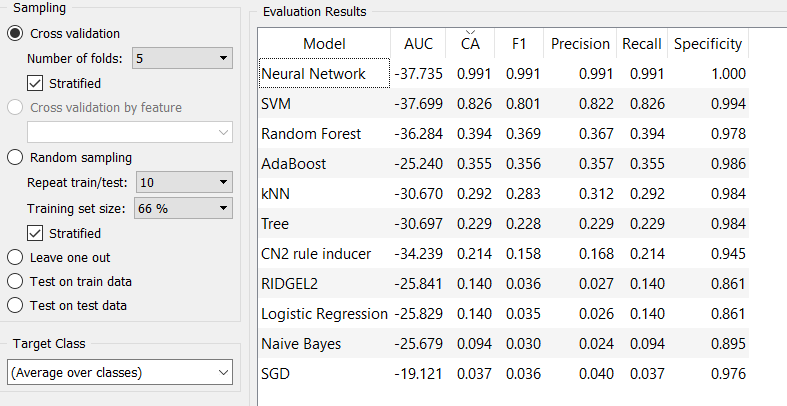 Sampling
Cross validation
Number of folds: 5
Stratified
Cross validation by feature
Random sampling
Repeat train/test: 10
Training set size: 66 %
Stratified
Leave one out
Test on train data
Test on test data
Target Class
(Average over classes)
Evaluation Results
Model AUC CA F1 Precision Recall Specificity
Neural Network -37.735 0.991 0.991 0.991 0.991 1.000
SVM -37.699 0.826 0.801 0.822 0.826 0.994
Random Forest -36.284 0.394 0.369 0.367 0.394 0.978
AdaBoost -25.240 0.355 0.356 0.357 0.355 0.986
kNN -30.670 0.292 0.283 0.312 0.292 0.984
Tree -30.697 0.229 0.228 0.229 0.229 0.984
CN2 rule inducer -34.239 0.214 0.158 0.168 0.214 0.945
RIDGEL2 -25.841 0.140 0.036 0.027 0.140 0.861
Logistic Regression -25.829 0.140 0.035 0.026 0.140 0.861
Naive Bayes -25.679 0.094 0.030 0.024 0.094 0.895
SGD -19.121 0.037 0.036 0.040 0.037 0.976